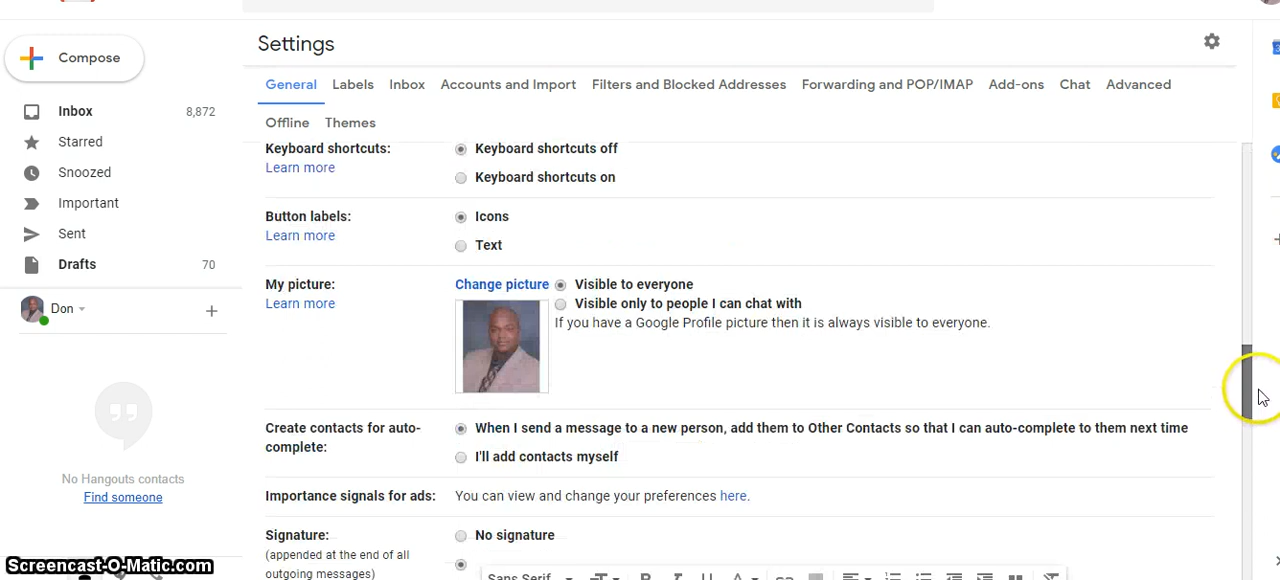 Compose
Settings
General Labels Inbox Accounts and Import Filters and Blocked Addresses Forwarding and POP/IMAP Add-ons Chat Advanced
Offline Themes
Inbox 8,872
Starred
Snoozed
Important
Sent
Drafts 70
Don
No Hangouts contacts
Find someone
Keyboard shortcuts: Keyboard shortcuts off
Learn more
Keyboard shortcuts on
Button labels: Icons
Learn more
Text
My picture: Change picture Visible to everyone
Learn more Visible only to people I can chat with
If you have a Google Profile picture then it is always visible to everyone.
Create contacts for auto- When I send a message to a new person, add them to Other Contacts so that I can auto-complete to them next time
complete:
I'll add contacts myself
Importance signals for ads: You can view and change your preferences here.
Signature: No signature
(appended at the end of all
outgoing messages)
Sans Serif
Screencast-O-Matic.com